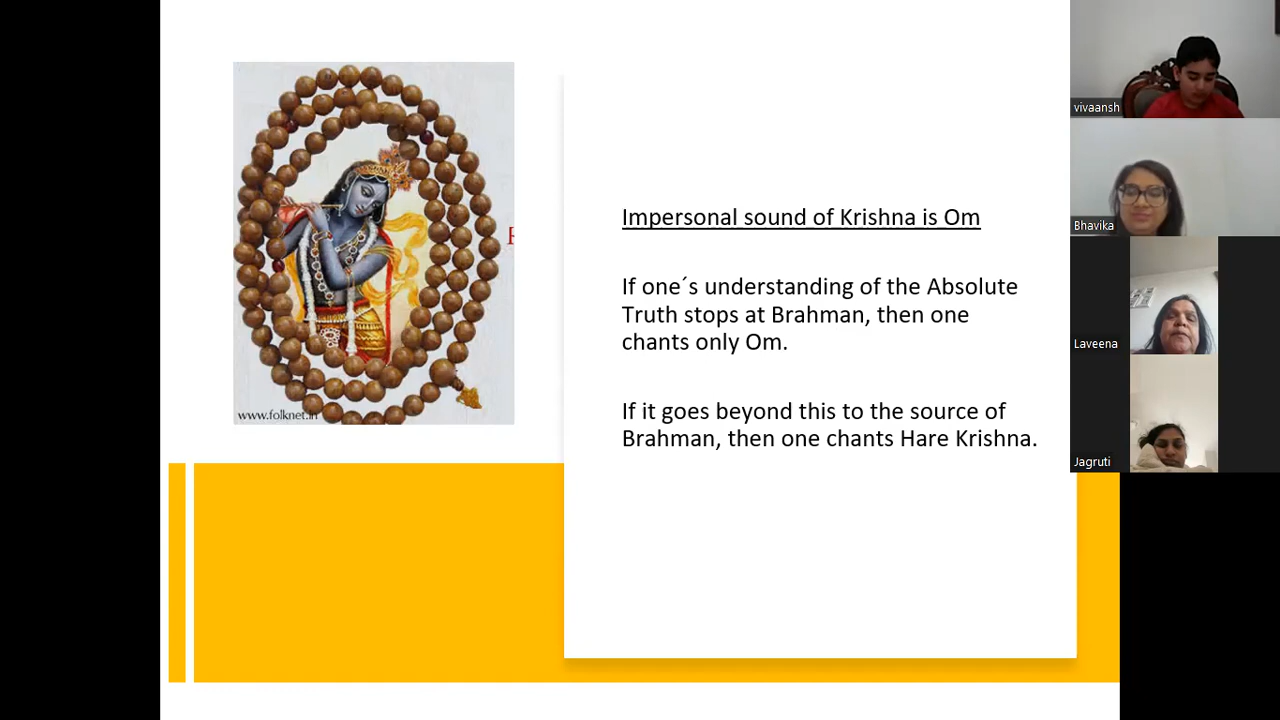 Impersonal sound of Krishna is Om
If one´s understanding of the Absolute
Truth stops at Brahman, then one
chants only Om.
If it goes beyond this to the source of
Brahman, then one chants Hare Krishna.
www.folknet.in
vivaansh
Bhavika
Laveena
Jagruti